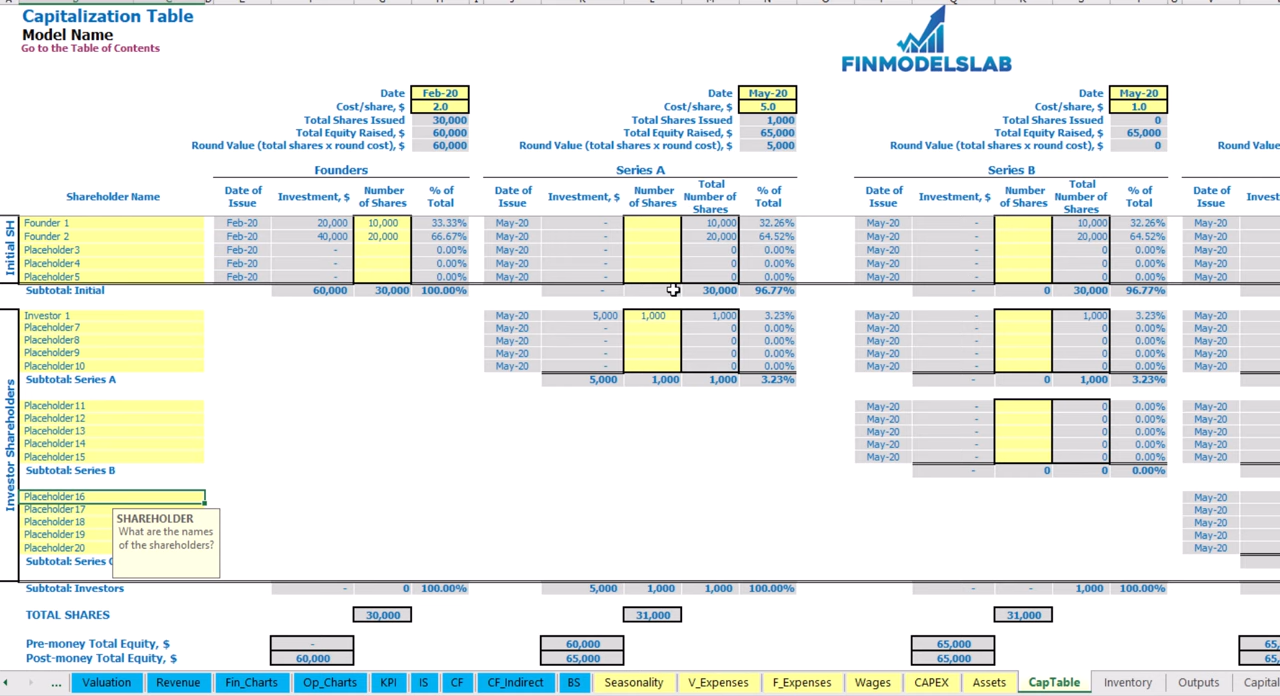 Capitalization Table
Model Name
Go to the Table of Contents
FINMODELSLAB
Date Feb-20 Date May-20 Date May-20
Cost/share, $ 2.0 Cost/share, $ 5.0 Cost/share, $ 1.0
Total Shares Issued 30,000 Total Shares Issued 1,000 Total Shares Issued 0
Total Equity Raised, $ 60,000 Total Equity Raised, $ 65,000 Total Equity Raised, $ 65,000
Round Value (total shares x round cost), $ 60,000 Round Value (total shares x round cost), $ 5,000 Round Value (total shares x round cost), $ 0 Round Value
Founders Series A Series B
Shareholder Name Date of Issue Investment, $ Number of Shares % of Total Date of Issue Investment, $ Number of Shares Total Number of Shares % of Total Date of Issue Investment, $ Number of Shares Total Number of Shares % of Total Date of Issue Invest
Initial SH
Founder 1 Feb-20 20,000 10,000 33.33% May-20 - 10,000 32.26% May-20 - 10,000 32.26% May-20
Founder 2 Feb-20 40,000 20,000 66.67% May-20 - 20,000 64.52% May-20 - 20,000 64.52% May-20
Placeholder3 Feb-20 - 0.00% May-20 - 0 0.00% May-20 - 0 0.00% May-20
Placeholder4 Feb-20 - 0.00% May-20 - 0 0.00% May-20 - 0 0.00% May-20
Placeholder5 Feb-20 - 0.00% May-20 - 0 0.00% May-20 - 0 0.00% May-20
Subtotal: Initial 60,000 30,000 100.00% - 30,000 96.77% - 0 30,000 96.77%
Investor Shareholders
Investor 1 May-20 5,000 1,000 1,000 3.23% May-20 - 1,000 3.23% May-20
Placeholder7 May-20 - 0 0.00% May-20 - 0 0.00% May-20
Placeholder8 May-20 - 0 0.00% May-20 - 0 0.00% May-20
Placeholder9 May-20 - 0 0.00% May-20 - 0 0.00% May-20
Placeholder10 May-20 - 0 0.00% May-20 - 0 0.00% May-20
Subtotal: Series A 5,000 1,000 1,000 3.23% - 0 1,000 3.23%
Placeholder11 May-20 - 0 0.00% May-20
Placeholder12 May-20 - 0 0.00% May-20
Placeholder13 May-20 - 0 0.00% May-20
Placeholder14 May-20 - 0 0.00% May-20
Placeholder15 May-20 - 0 0.00% May-20
Subtotal: Series B - 0 0 0.00%
Placeholder16 May-20
Placeholder17 May-20
Placeholder18 May-20
Placeholder19 May-20
Placeholder20 May-20
Subtotal: Series
SHAREHOLDER
What are the names
of the shareholders?
Subtotal: Investors - 0 100.00% 5,000 1,000 1,000 100.00% - - 1,000 100.00%
TOTAL SHARES 30,000 31,000 31,000
Pre-money Total Equity, $ - 60,000 65,000 65,
Post-money Total Equity, $ 60,000 65,000 65,000 65,
... Valuation Revenue Fin_Charts Op_Charts KPI IS CF CF_Indirect BS Seasonality V_Expenses F_Expenses Wages CAPEX Assets CapTable Inventory Outputs Capital